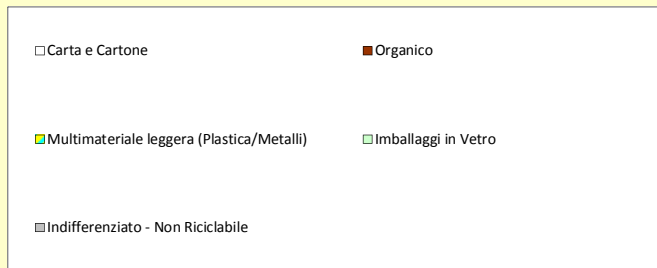 Carta e Cartone
Organico
Multimateriale leggera (Plastica/Metalli)
Imballaggi in Vetro
Indifferenziato - Non Riciclabile